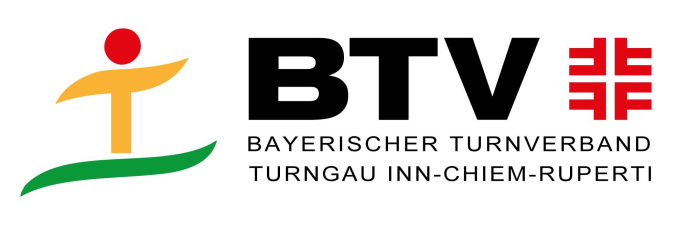 BTV
BAYERISCHER TURNVERBAND
TURNGAU INN-CHIEM-RUPERTI